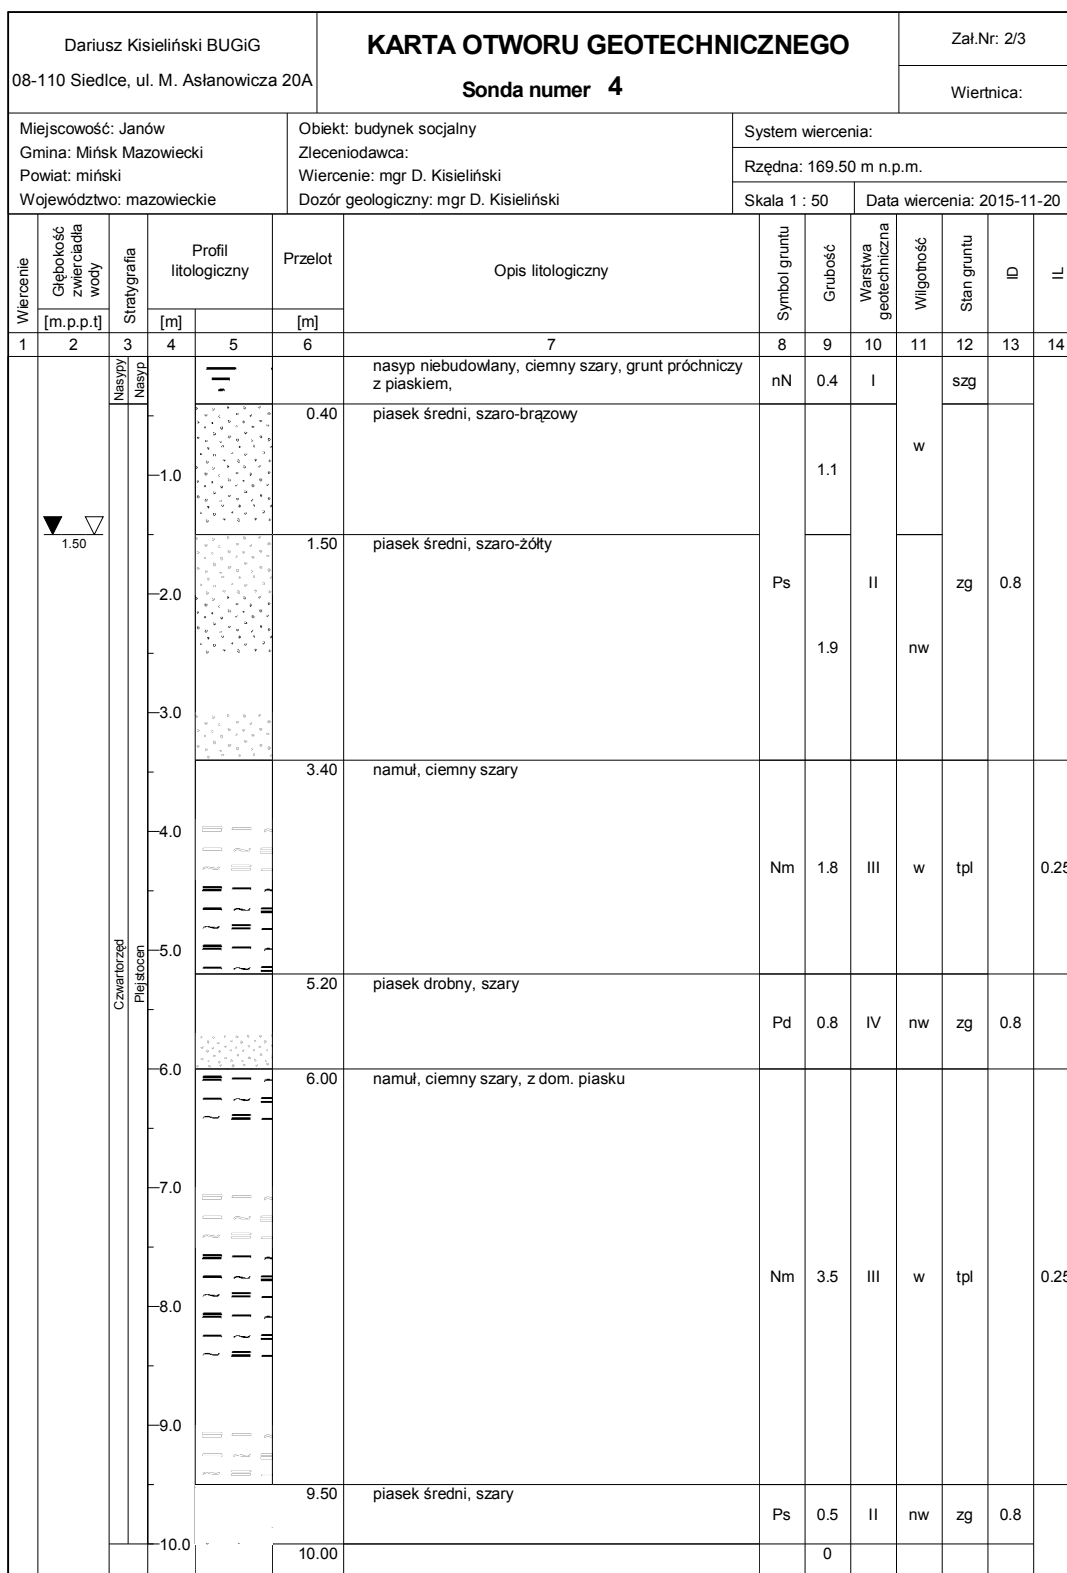 Dariusz Kisieliński BUGiG
08-110 Siedlce, ul. M. Asłanowicza 20A
KARTA OTWORU GEOTECHNICZNEGO
Sonda numer 4
Zał.Nr: 2/3
Wiertnica:
Miejscowość: Janów
Gmina: Mińsk Mazowiecki
Powiat: miński
Województwo: mazowieckie
Obiekt: budynek socjalny
Zleceniodawca:
Wiercenie: mgr D. Kisieliński
Dozór geologiczny: mgr D. Kisieliński
System wiercenia:
Rzędna: 169.50 m n.p.m.
Skala 1 : 50 Data wiercenia: 2015-11-20
Wiercenie
Głębokość zwierciadła wody
[m.p.p.t]
Stratygrafia
Profil litologiczny
[m]
Przelot
[m]
Opis litologiczny
Symbol gruntu
Grubość
Warstwa geotechniczna
Wilgotność
Stan gruntu
ID
IL
1 2 3 4 5 6 7 8 9 10 11 12 13 14
Nasypy
Nasyp
nasyp niebudowlany, ciemny szary, grunt próchniczy
z piaskiem,
nN 0.4 I szg
0.40 piasek średni, szaro-brązowy
w
1.0
1.1
1.50
1.50 piasek średni, szaro-żółty
2.0
Ps II zg 0.8
1.9 nw
3.0
3.40 namuł, ciemny szary
4.0
Nm 1.8 III w tpl 0.25
Czwartorzęd
Plejstocen
5.0
5.20 piasek drobny, szary
Pd 0.8 IV nw zg 0.8
6.0
6.00 namuł, ciemny szary, z dom. piasku
7.0
Nm 3.5 III w tpl 0.25
8.0
9.0
9.50 piasek średni, szary
Ps 0.5 II nw zg 0.8
10.0
10.00 0